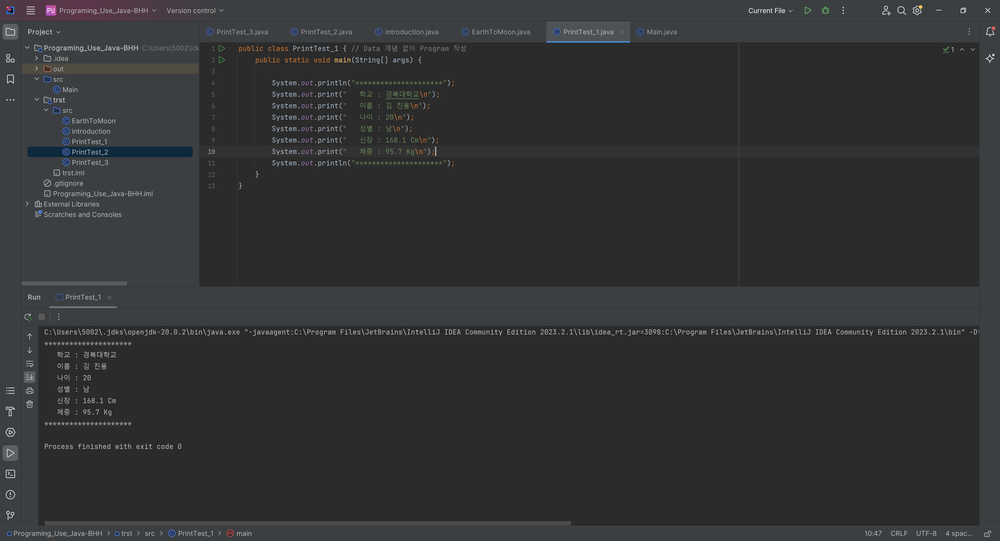 PU Programing_Use_Java-BHH Version control Current File
Project
PrintTest_3.java PrintTest_2.java introduction.java EarthToMoon.java PrintTest_1.java Main.java
Programing_Use_Java-BHH C:\Users\5002\Ide
.idea
out
src
Main
trst
src
EarthToMoon
introduction
PrintTest_1
PrintTest_2
PrintTest_3
trst.iml
.gitignore
Programing_Use_Java-BHH.iml
External Libraries
Scratches and Consoles
1 public class PrintTest_1 { // Data 개념 없이 Program 작성
2 public static void main(String[] args) {
3
4 System.out.println("*********************");
5 System.out.print("   학교 : 경복대학교\n");
6 System.out.print("   이름 : 김 진용\n");
7 System.out.print("   나이 : 20\n");
8 System.out.print("   성별 : 남\n");
9 System.out.print("   신장 : 168.1 Cm\n");
10 System.out.print("   체중 : 95.7 Kg\n");
11 System.out.println("*********************");
12 }
13 }
1
Run PrintTest_1
C:\Users\5002\.jdks\openjdk-20.0.2\bin\java.exe "-javaagent:C:\Program Files\JetBrains\IntelliJ IDEA Community Edition 2023.2.1\lib\idea_rt.jar=3098:C:\Program Files\JetBrains\IntelliJ IDEA Community Edition 2023.2.1\bin" -D
*********************
학교 : 경복대학교
이름 : 김 진용
나이 : 20
성별 : 남
신장 : 168.1 Cm
체중 : 95.7 Kg
*********************
Process finished with exit code 0
Programing_Use_Java-BHH > trst > src > PrintTest_1 > main 10:47 CRLF UTF-8 4 spac...